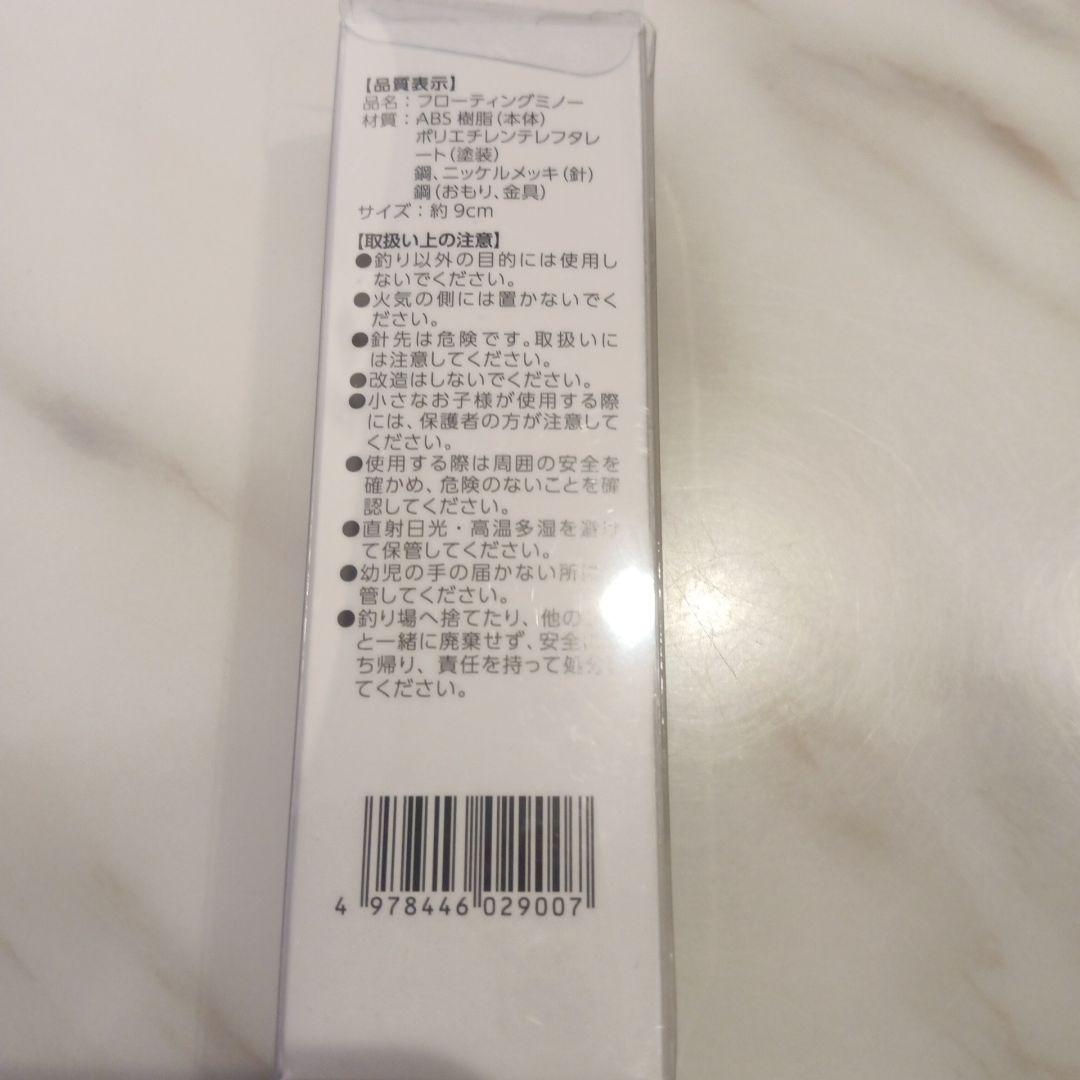 【品質表示】
品名：フローティングミノー
材質：ABS 樹脂（本体）
ポリエチレンテレフタレ
ート（塗装）
鋼、ニッケルメッキ（針）
鋼（おもり、金具）
サイズ：約 9cm
【取扱い上の注意】
●釣り以外の目的には使用し
ないでください。
●火気の側には置かないでく
ださい。
●針先は危険です。取扱いに
は注意してください。
●改造はしないでください。
●小さなお子様が使用する際
には、保護者の方が注意して
ください。
●使用する際は周囲の安全を
確かめ、危険のないことを確
認してください。
●直射日光・高温多湿を避け
て保管してください。
●幼児の手の届かない所に
管してください。
●釣り場へ捨てたり、他の
と一緒に廃棄せず、安全
ち帰り、責任を持って処分
てください。
4 978446 029007